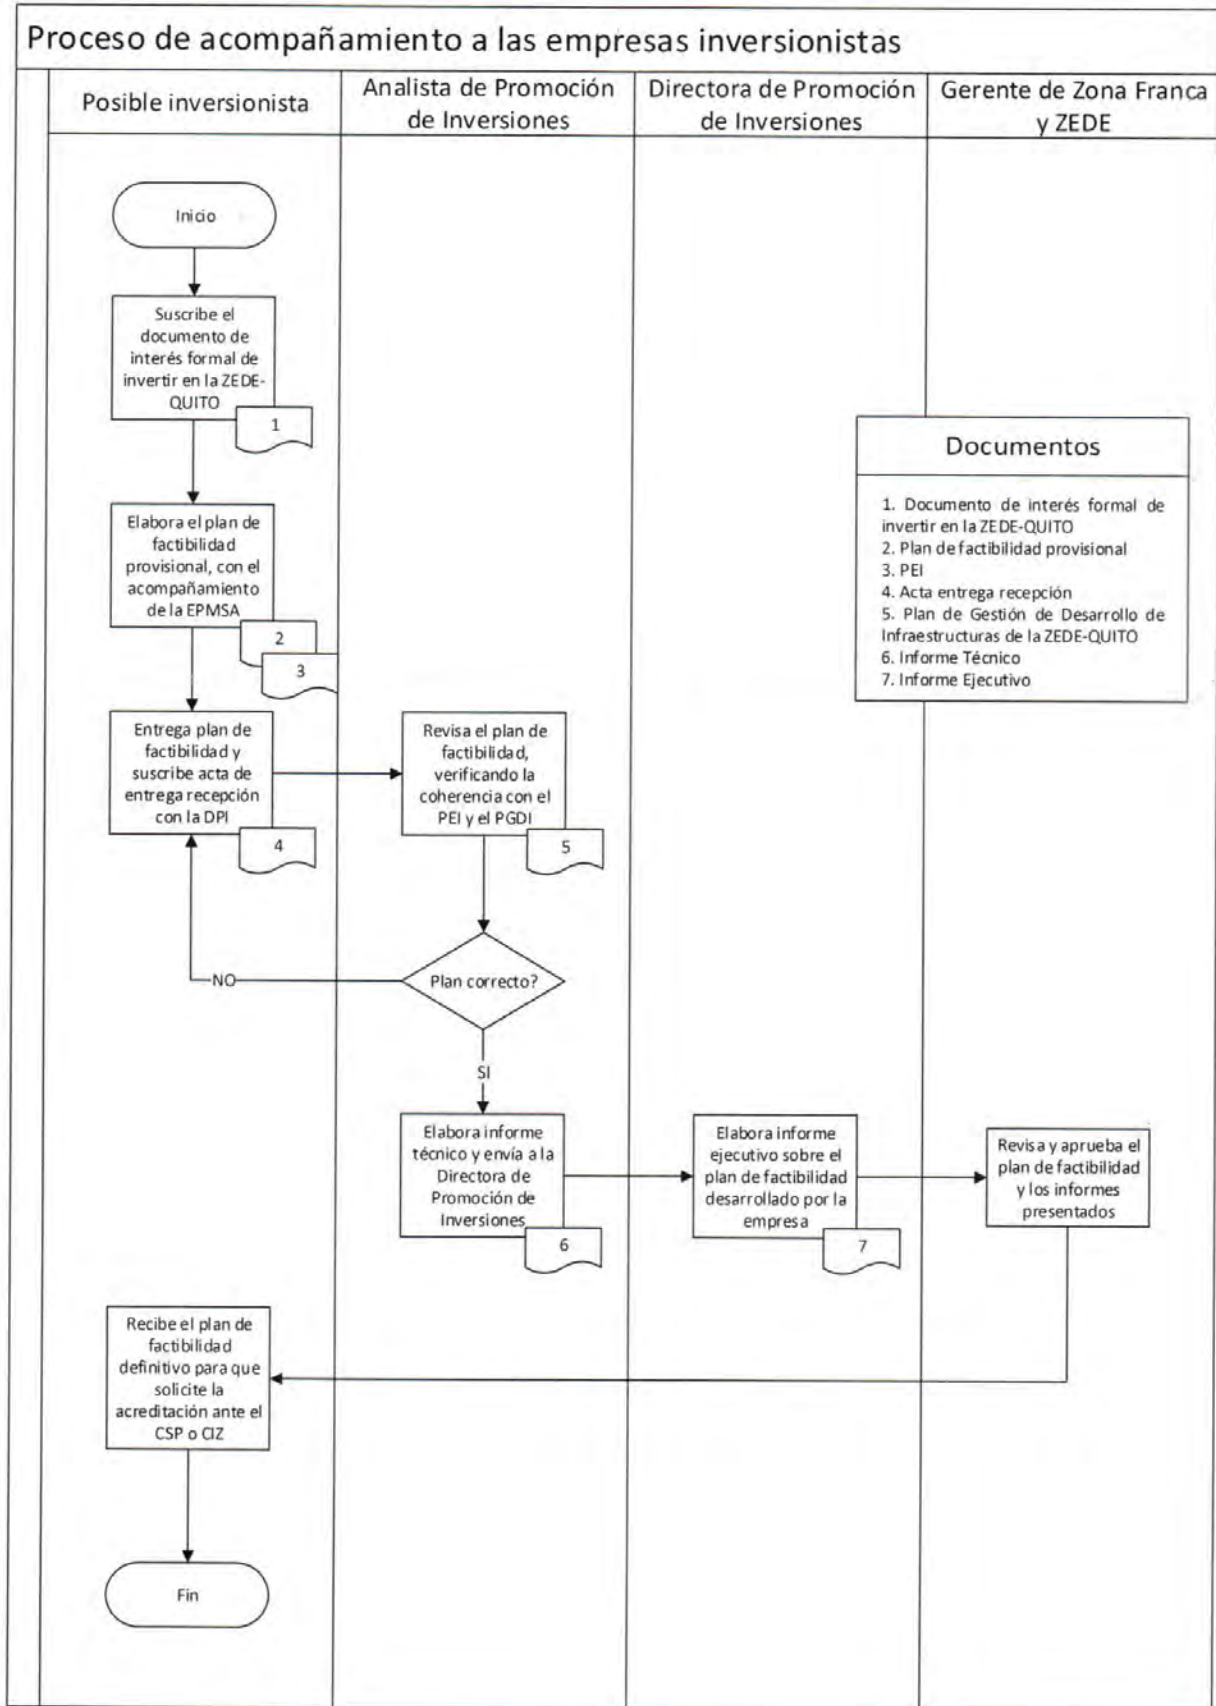 Proceso de acompañamiento a las empresas inversionistas
Posible inversionista
Analista de Promoción
de Inversiones
Directora de Promoción
de Inversiones
Gerente de Zona Franca
y ZEDE
Inicio
Suscribe el
documento de
interés formal de
invertir en la ZEDE-
QUITO
1
Documentos
1. Documento de interés formal de
invertir en la ZEDE-QUITO
2. Plan de factibilidad provisional
3. PEI
4. Acta entrega recepción
5. Plan de Gestión de Desarrollo de
Infraestructuras de la ZEDE-QUITO
6. Informe Técnico
7. Informe Ejecutivo
Elabora el plan de
factibilidad
provisional, con el
acompañamiento
de la EPMSA
2
3
Entrega plan de
factibilidad y
suscribe acta de
entrega recepción
con la DPI
4
Revisa el plan de
factibilidad,
verificando la
coherencia con el
PEI y el PGDI
5
Plan correcto?
NO
SI
Elabora informe
técnico y envía a la
Directora de
Promoción de
Inversiones
6
Elabora informe
ejecutivo sobre el
plan de factibilidad
desarrollado por la
empresa
7
Revisa y aprueba el
plan de factibilidad
y los informes
presentados
Recibe el plan de
factibilidad
definitivo para que
solicite la
acreditación ante el
CSP o CIZ
Fin